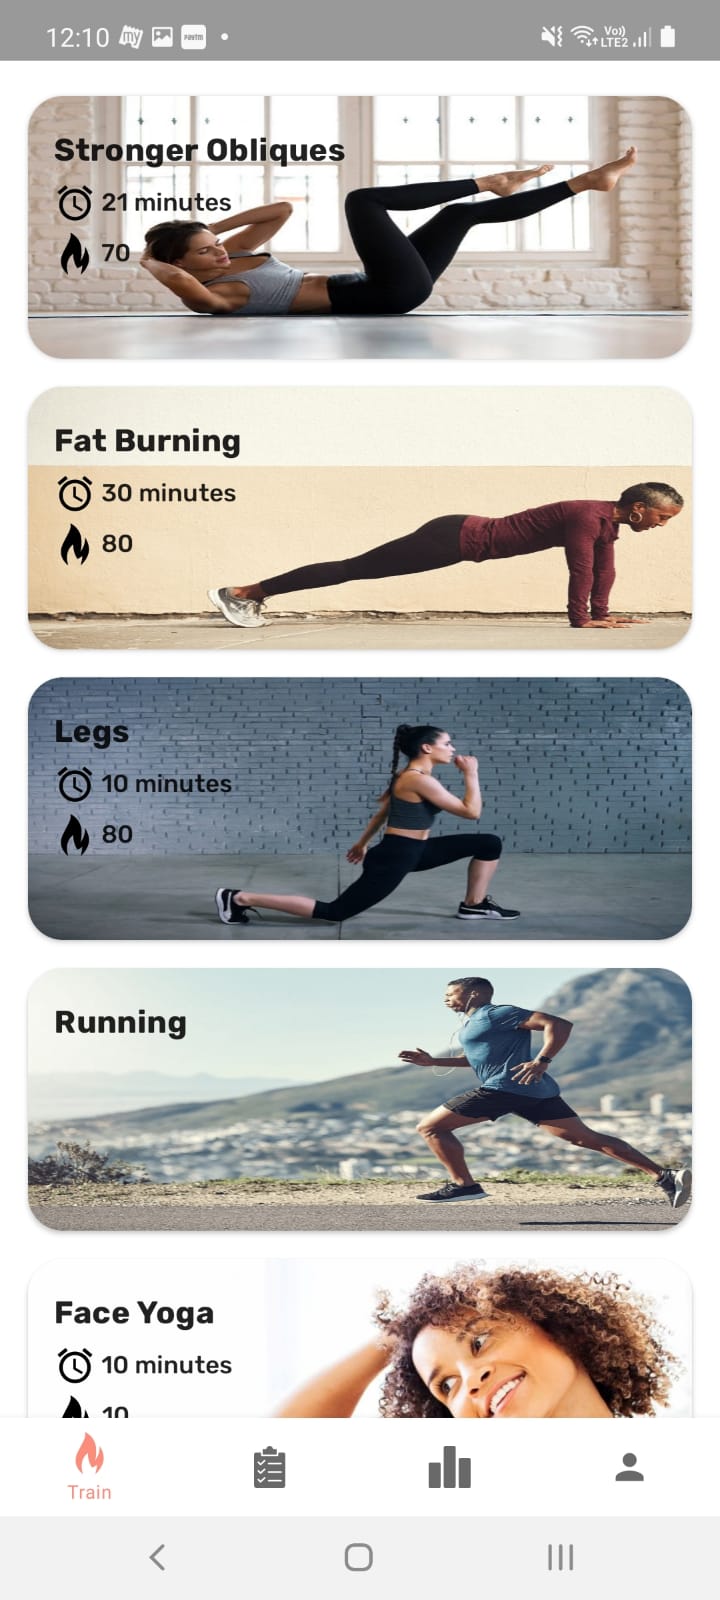 12:10 my Paytm Vo)
LTE2
Stronger Obliques
21 minutes
70
Fat Burning
30 minutes
80
Legs
10 minutes
80
Running
Face Yoga
10 minutes
10
Train